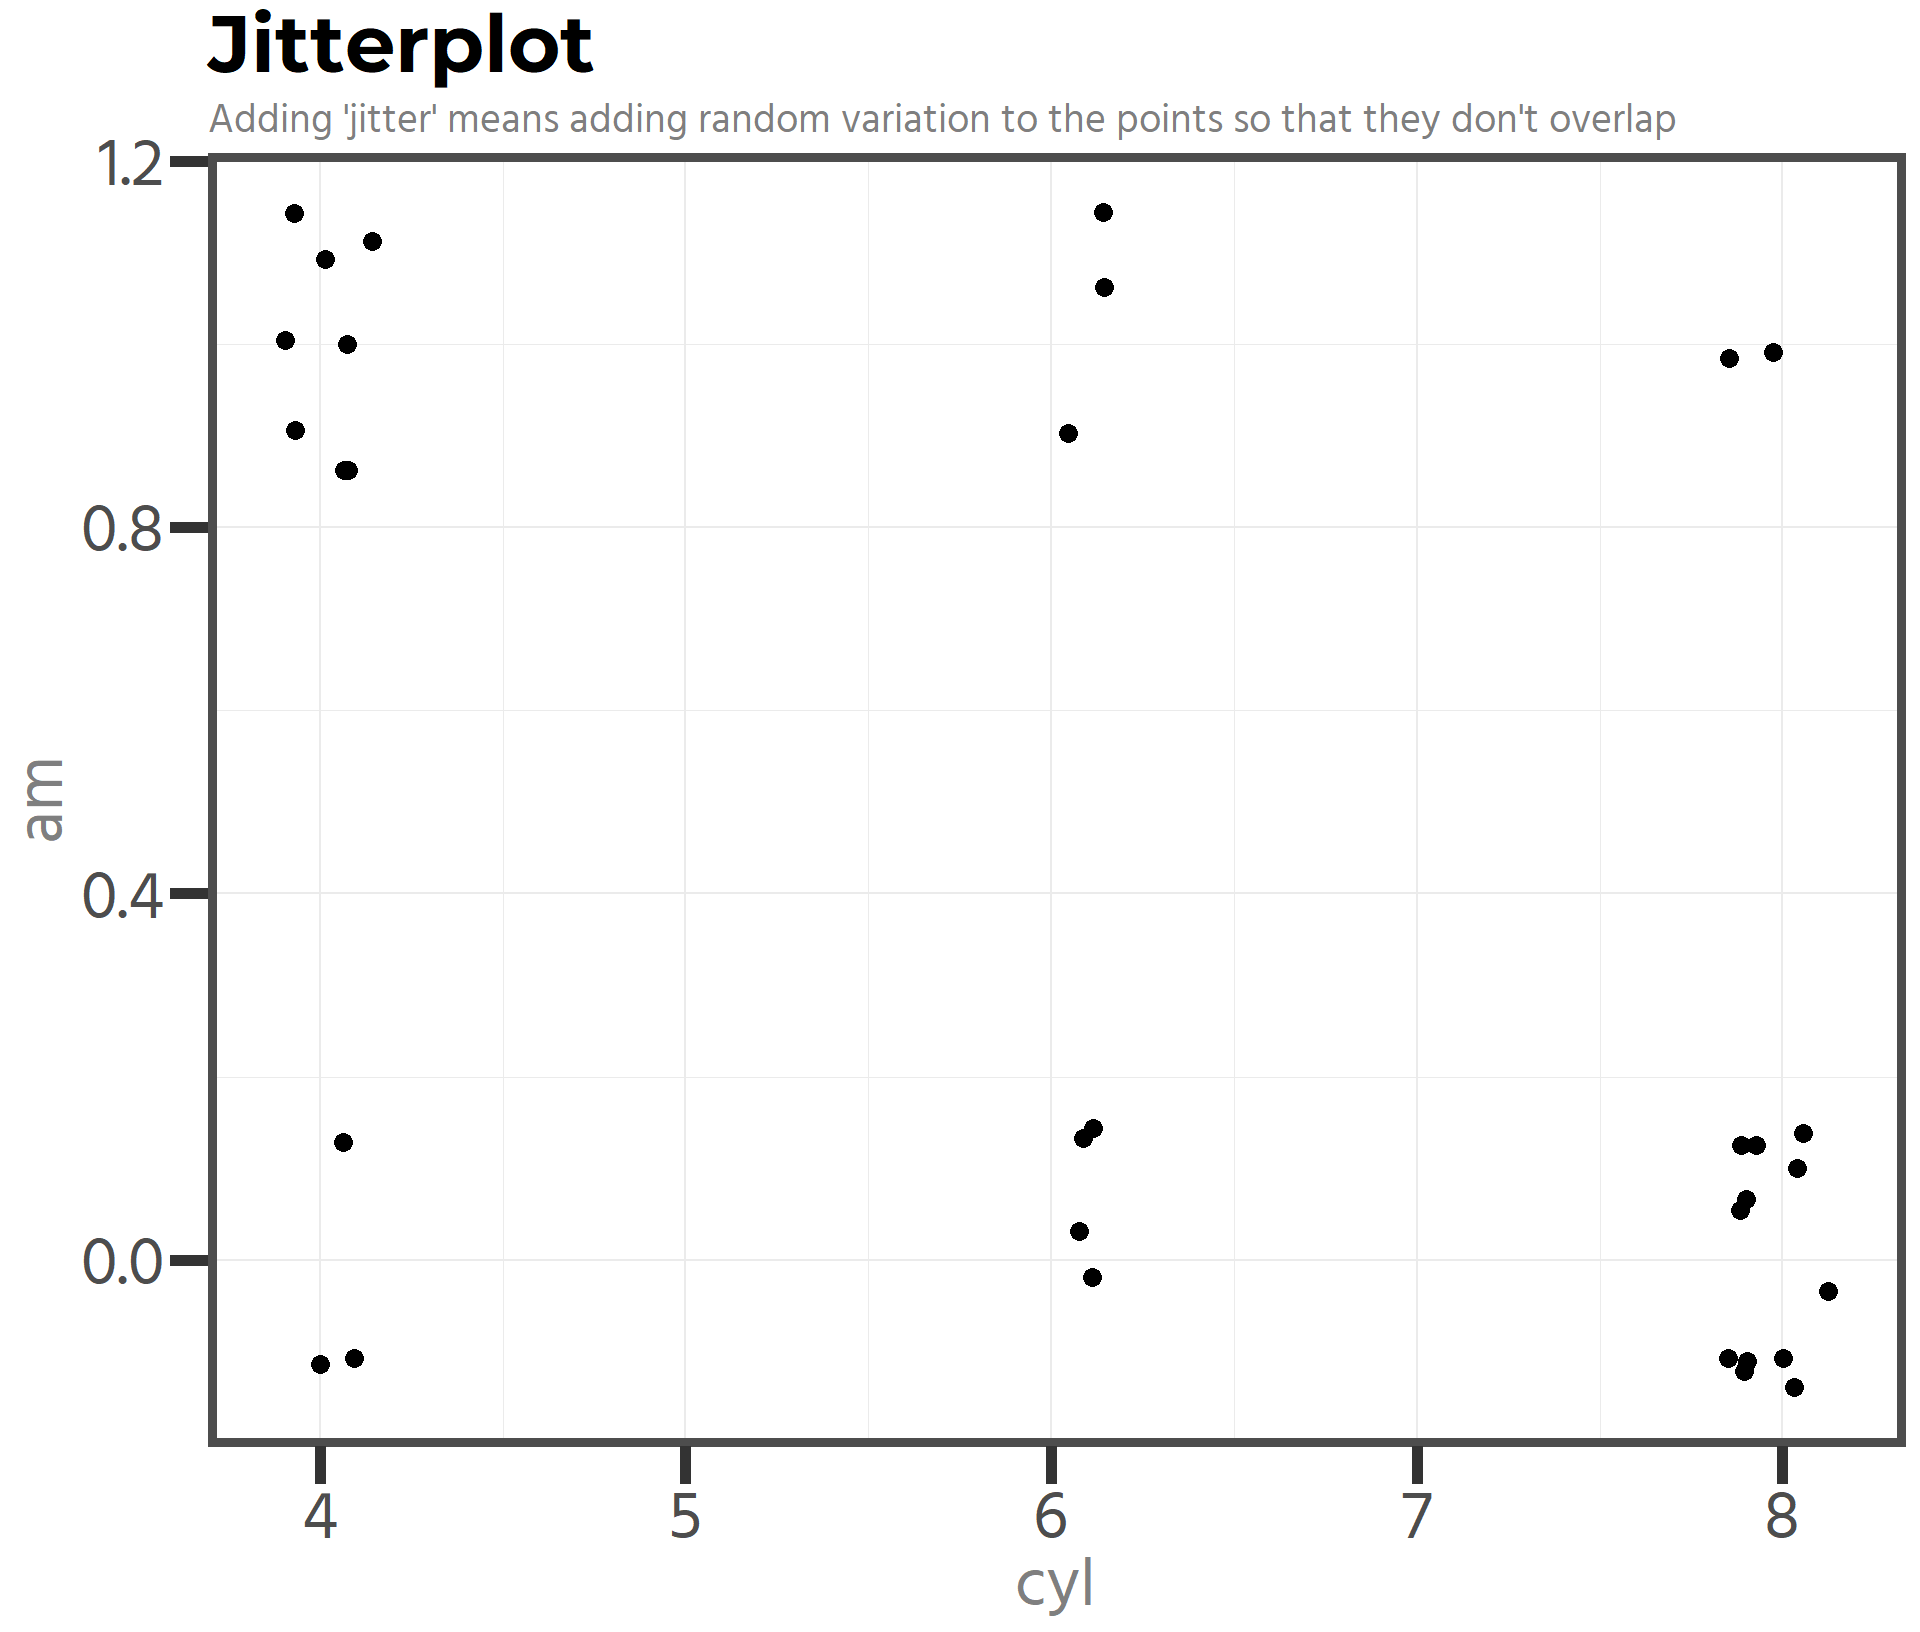 Jitterplot
Adding 'jitter' means adding random variation to the points so that they don't overlap
1.2
0.8
am
0.4
0.0
4 5 6 7 8
cyl